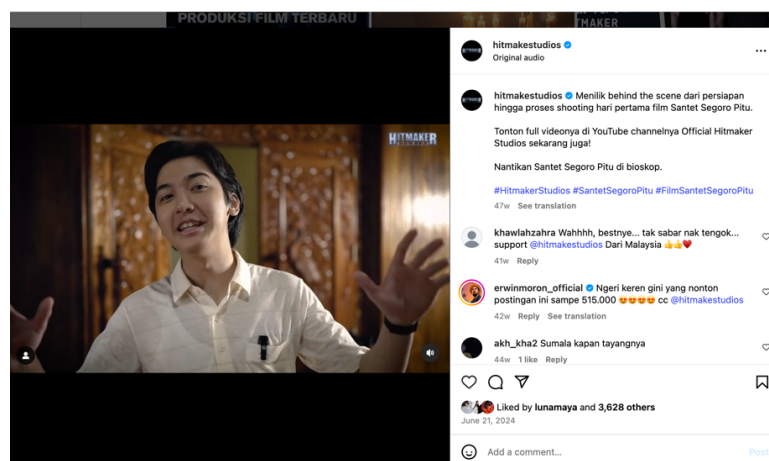 PRODUKSI FILM TERBARU
TMAKER
HITMAKER
hitmakestudios
Original audio
hitmakestudios Menilik behind the scene dari persiapan
hingga proses shooting hari pertama film Santet Segoro Pitu.
Tonton full videonya di YouTube channelnya Official Hitmaker
Studios sekarang juga!
Nantikan Santet Segoro Pitu di bioskop.
#HitmakerStudios #SantetSegoroPitu #FilmSantetSegoroPitu
47w See translation
khawlahzahra Wahhhh, bestnye... tak sabar nak tengok...
support @hitmakestudios Dari Malaysia 👍👍❤️
41w Reply
erwinmoron_official Ngeri keren gini yang nonton
postingan ini sampe 515.000 😍😍😍😍 cc @hitmakestudios
42w Reply See translation
akh_kha2 Sumala kapan tayangnya
44w 1 like Reply
Liked by lunamaya and 3,628 others
June 21, 2024
Add a comment...
Post